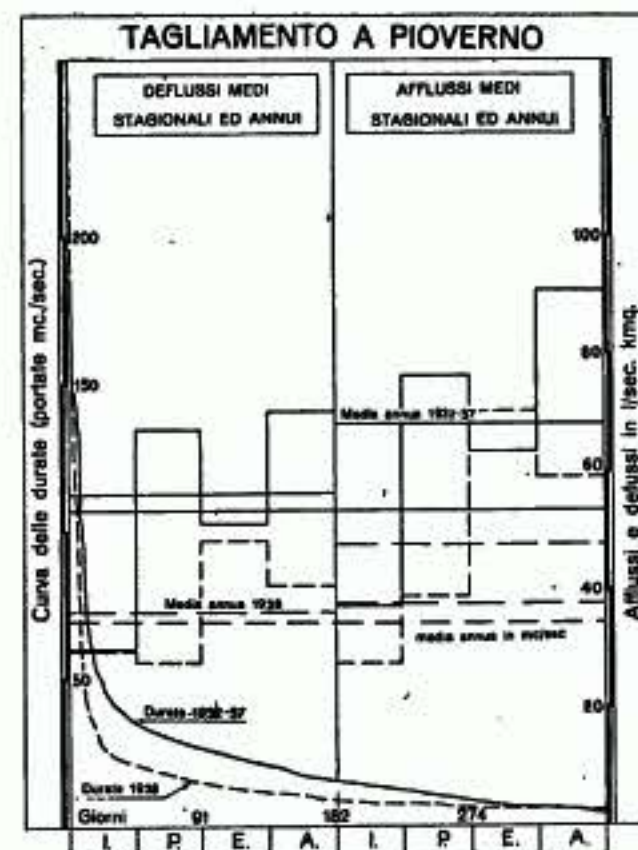 TAGLIAMENTO A PIOVERNO
DEFLUSSI MEDI
STAGIONALI ED ANNUI
AFFLUSSI MEDI
STAGIONALI ED ANNUI
Curva delle durate (portate mc./sec.)
200
150
50
Media annua 1932-37
Media annua 1938
media annua in mc/sec
Durate 1932-37
Durate 1938
Giorni
91
182
274
I.
P.
E.
A.
I.
P.
E.
A.
100
80
60
40
20
Afflussi e deflussi in l/sec. kmq.